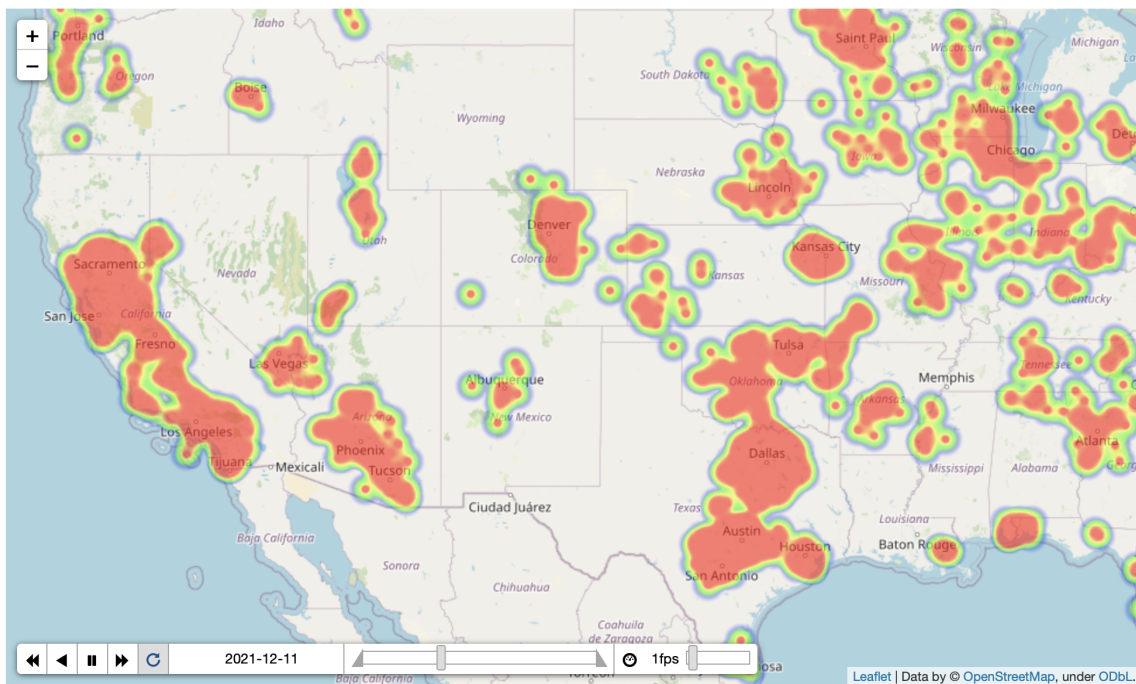 +
−
Portland
Idaho
Saint Paul
Wisconsin
Michigan
Oregon
South Dakota
Boise
Lake Michigan
Milwaukee
Wyoming
Chicago
Iowa
Nebraska
Lincoln
Utah
Denver
Illinois
Indiana
Kansas City
Sacramento
Colorado
Nevada
Kansas
Missouri
Kentucky
San Jose
California
Fresno
Tulsa
Las Vegas
Tennessee
Albuquerque
Memphis
Oklahoma
Arkansas
Arizona
New Mexico
Los Angeles
Atlanta
Phoenix
Dallas
Tijuana
Mexicali
Tucson
Mississippi
Alabama
Ciudad Juárez
Texas
Louisiana
Austin
Baja California
Houston
Baton Rouge
Sonora
San Antonio
Chihuahua
Coahuila
de Zaragoza
2021-12-11
1fps
Baja California
Leaflet | Data by © OpenStreetMap, under ODbL.